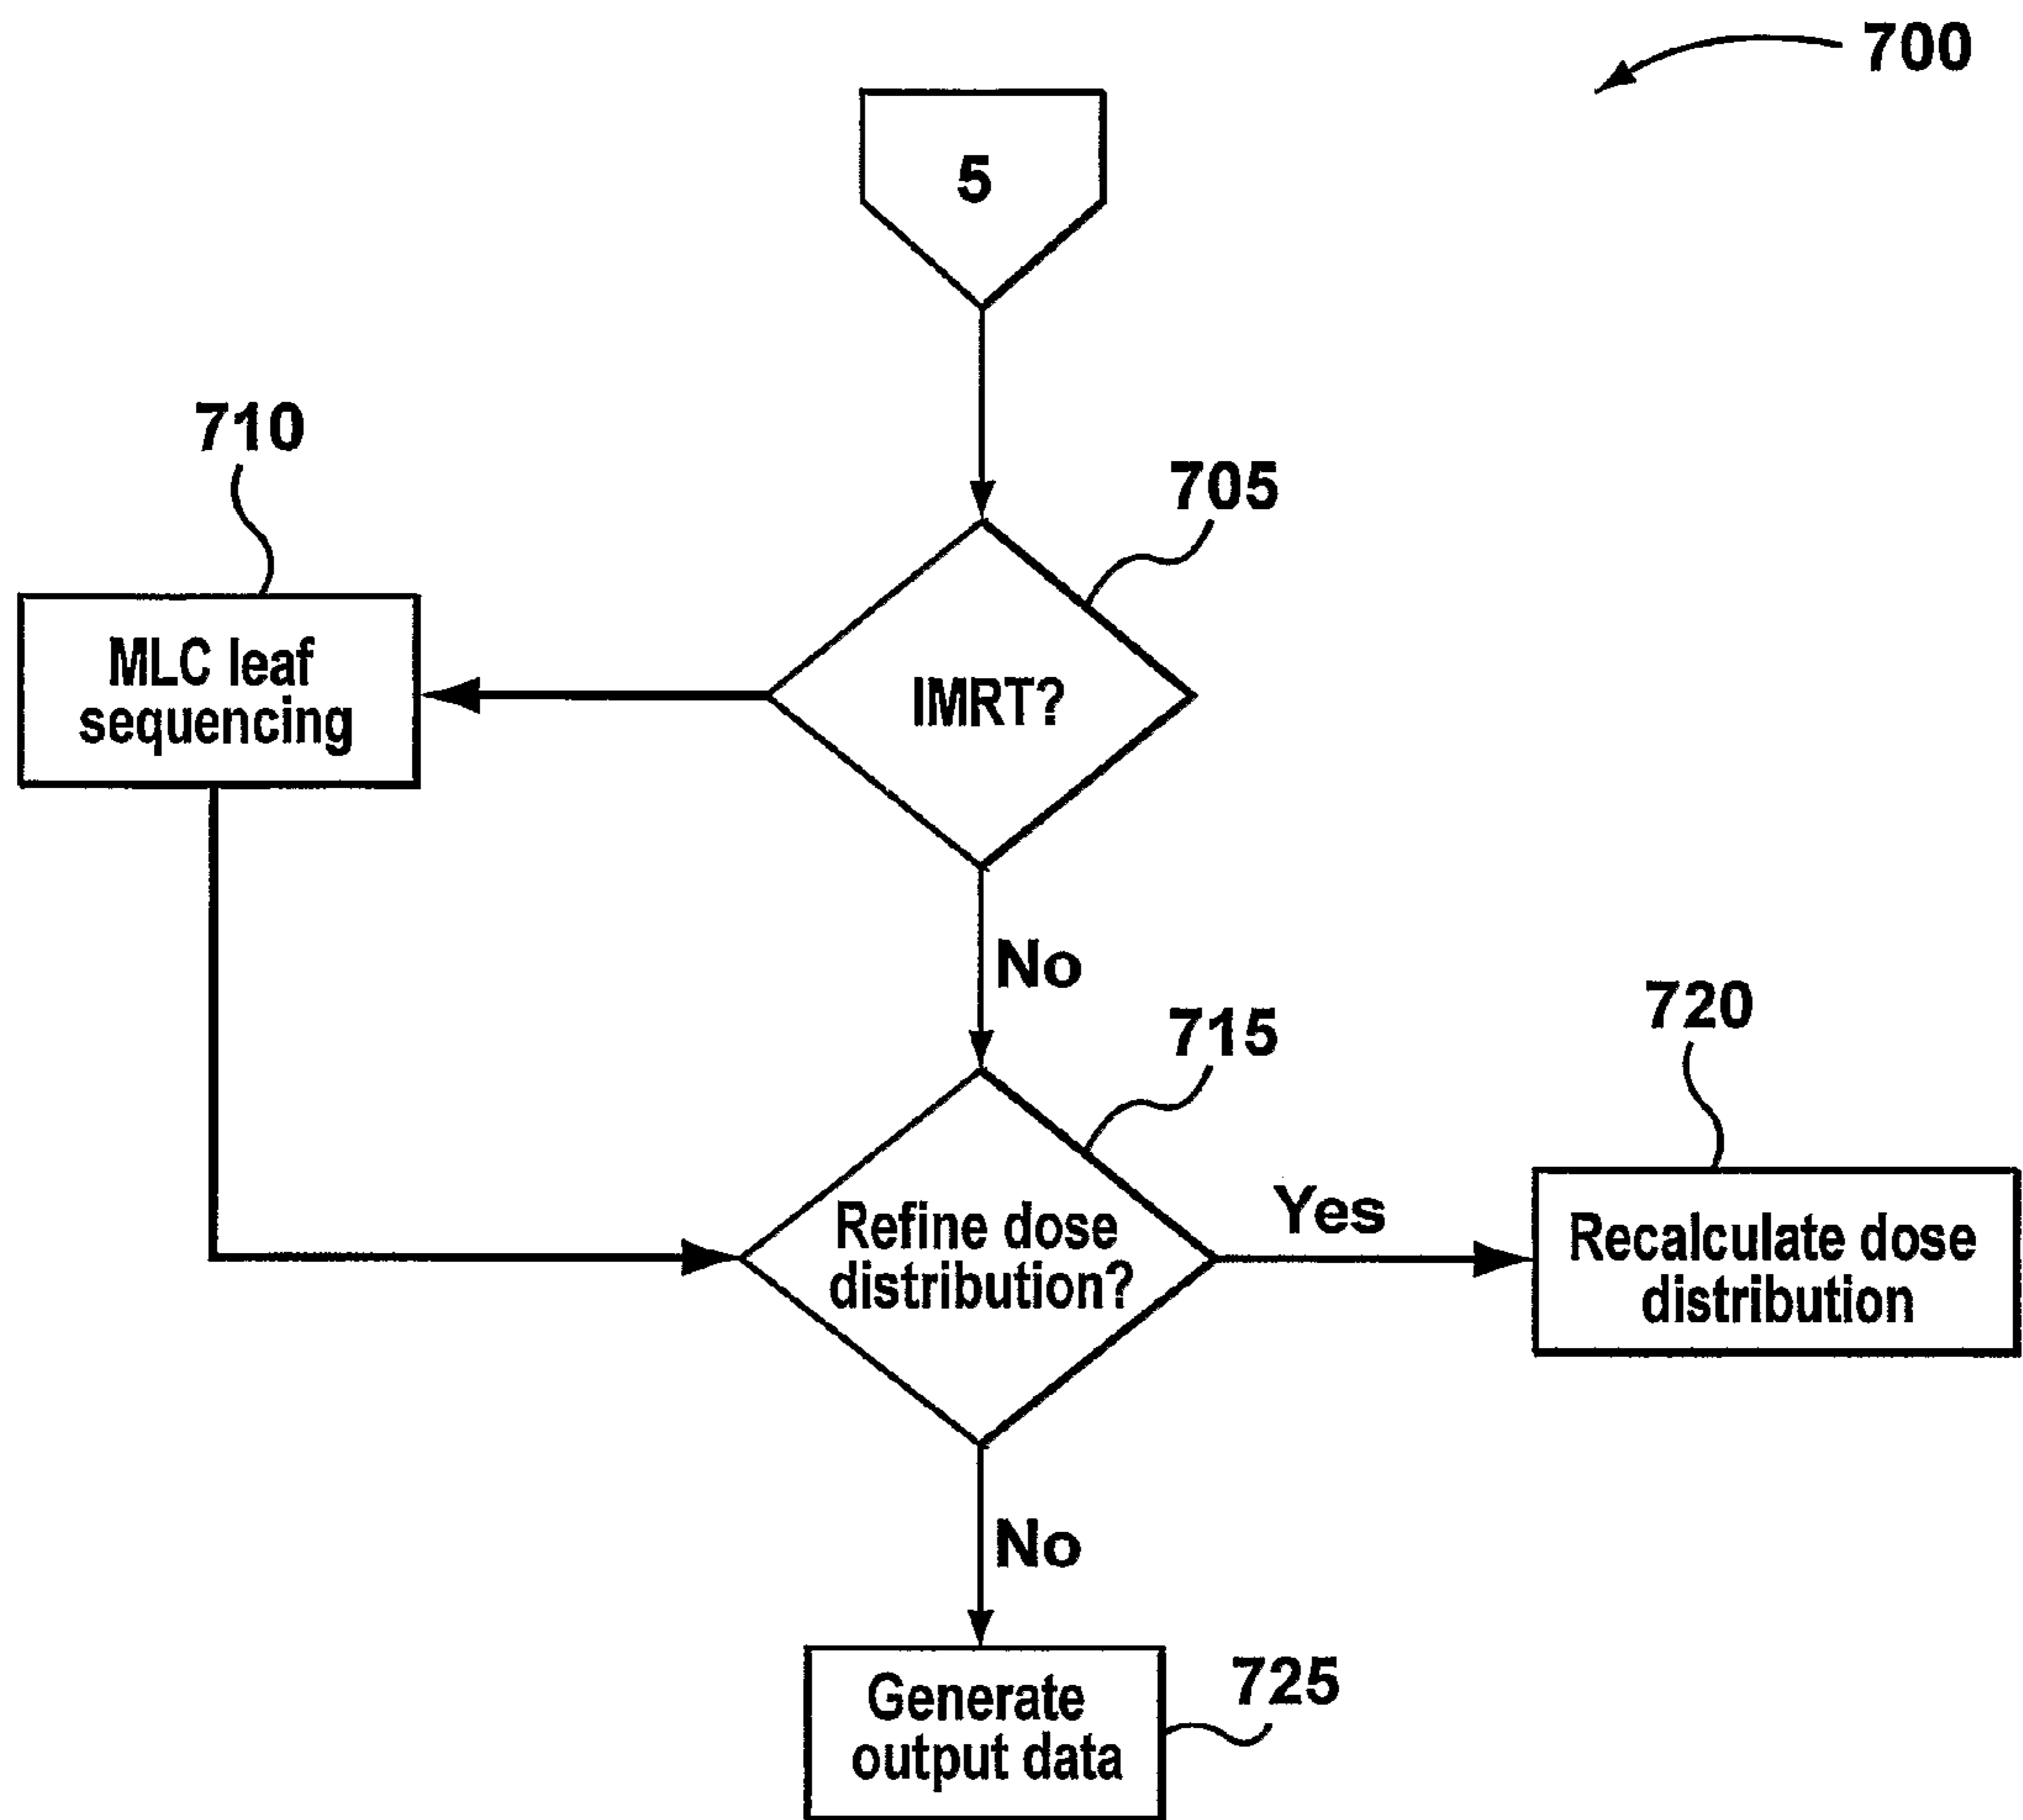 700
5
710
705
MLC leaf
sequencing
IMRT?
No
715
720
Refine dose
distribution?
Yes
Recalculate dose
distribution
No
Generate
output data
725